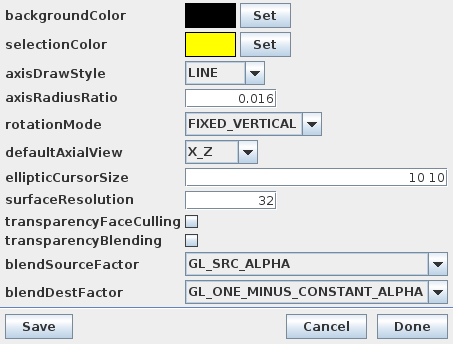 backgroundColor Set
selectionColor Set
axisDrawStyle LINE
axisRadiusRatio 0.016
rotationMode FIXED_VERTICAL
defaultAxialView X_Z
ellipticCursorSize 10 10
surfaceResolution 32
transparencyFaceCulling
transparencyBlending
blendSourceFactor GL_SRC_ALPHA
blendDestFactor GL_ONE_MINUS_CONSTANT_ALPHA
Save Cancel Done